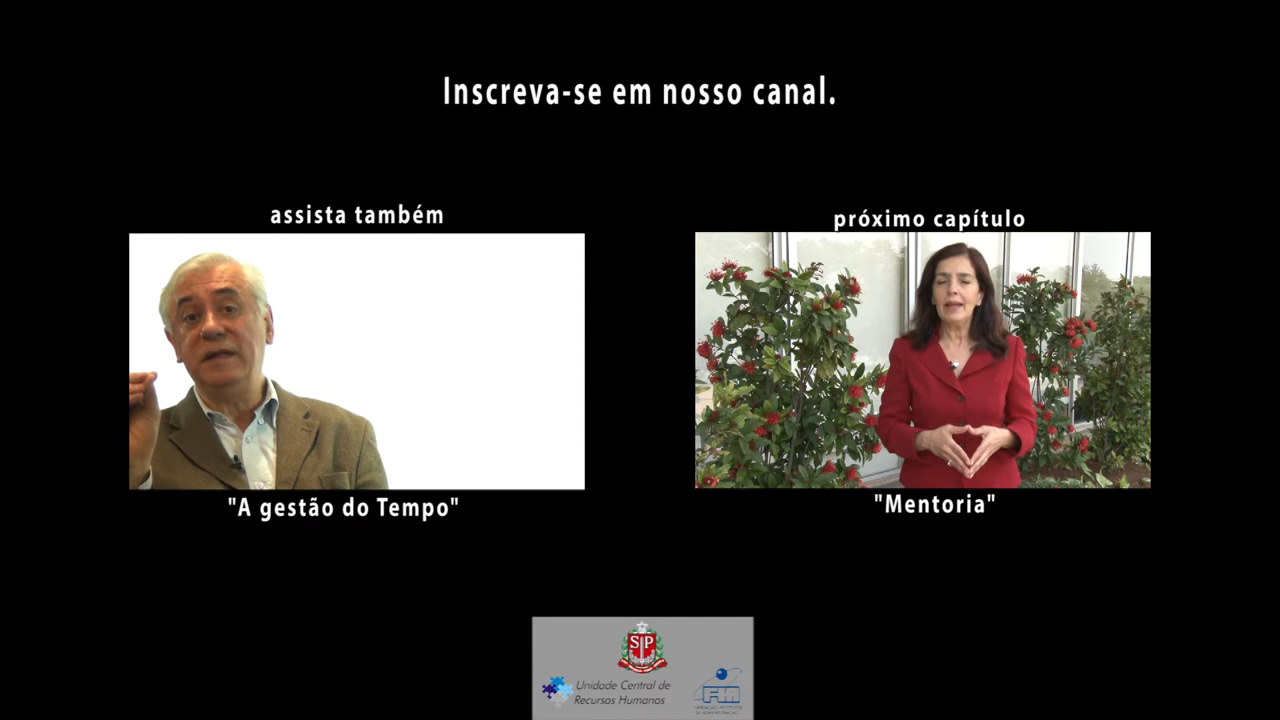 Inscreva-se em nosso canal.
assista também
próximo capítulo
"A gestão do Tempo"
"Mentoria"
SP
Unidade Central de
Recursos Humanos